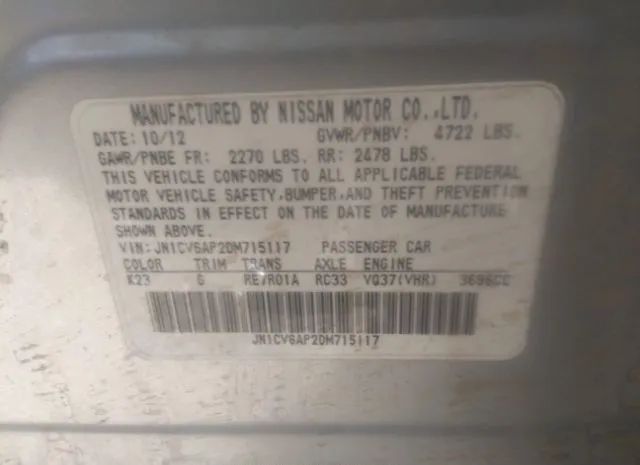 MANUFACTURED BY NISSAN MOTOR CO.,LTD.
DATE: 10/12 GVWR/PNBV: 4722 LBS.
GAWR/PNBE FR: 2270 LBS. RR: 2478 LBS.
THIS VEHICLE CONFORMS TO ALL APPLICABLE FEDERAL
MOTOR VEHICLE SAFETY,BUMPER,AND THEFT PREVENTION
STANDARDS IN EFFECT ON THE DATE OF MANUFACTURE
SHOWN ABOVE.
VIN: JN1CV6AP2DM715117 PASSENGER CAR
COLOR TRIM TRANS AXLE ENGINE
K23 G RE7R01A RC33 VQ37(VHR) 3696CC
JN1CV6AP2DM715117